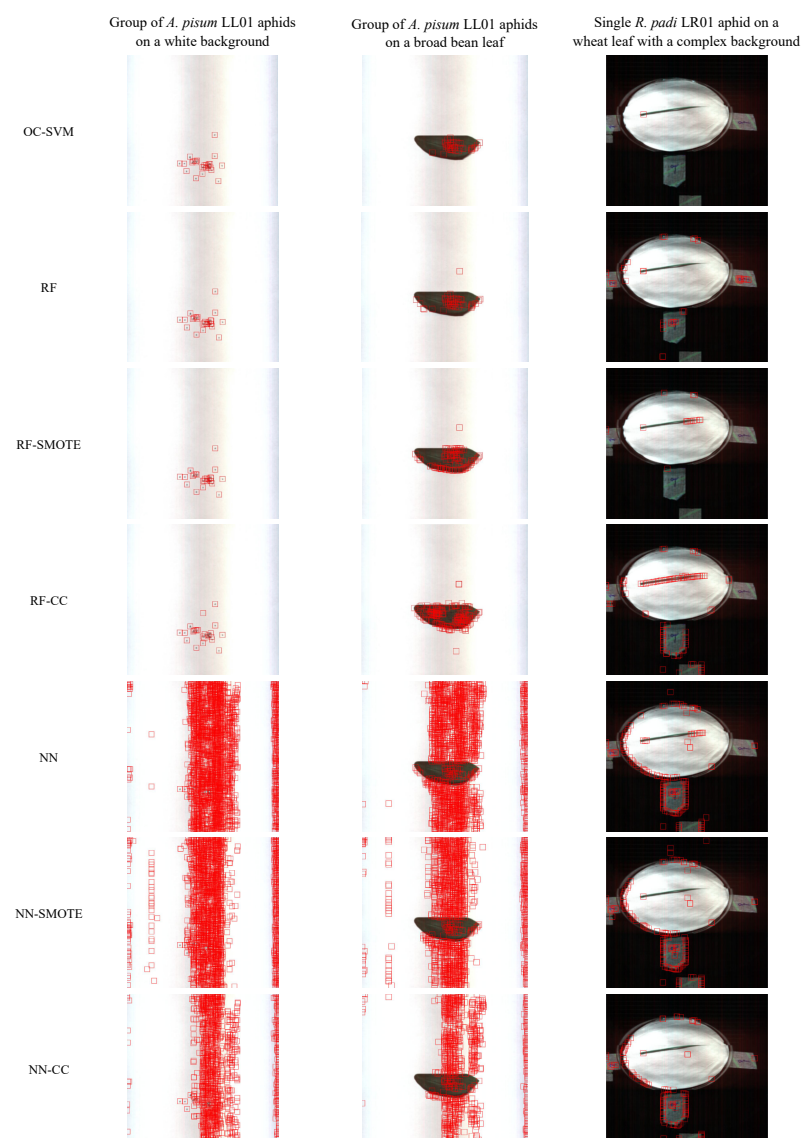 Group of A. pisum LL01 aphids
on a white background
Group of A. pisum LL01 aphids
on a broad bean leaf
Single R. padi LR01 aphid on a
wheat leaf with a complex background
OC-SVM
RF
RF-SMOTE
RF-CC
NN
NN-SMOTE
NN-CC